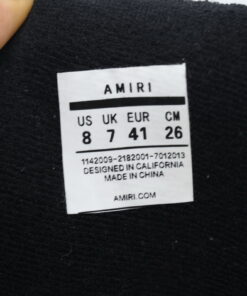 AMIRI
US UK EUR CM
8 7 41 26
1142009-2182001-7012013
DESIGNED IN CALIFORNIA
MADE IN CHINA
AMIRI.COM